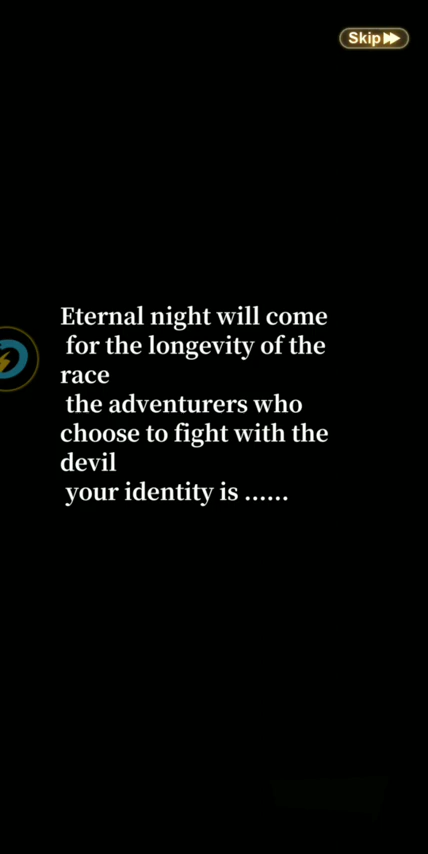 Skip
Eternal night will come
for the longevity of the
race
the adventurers who
choose to fight with the
devil
your identity is ......